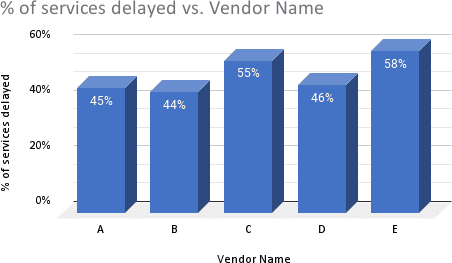 % of services delayed vs. Vendor Name
60%
40%
20%
0%
% of services delayed
45%
44%
55%
46%
58%
A
B
C
D
E
Vendor Name